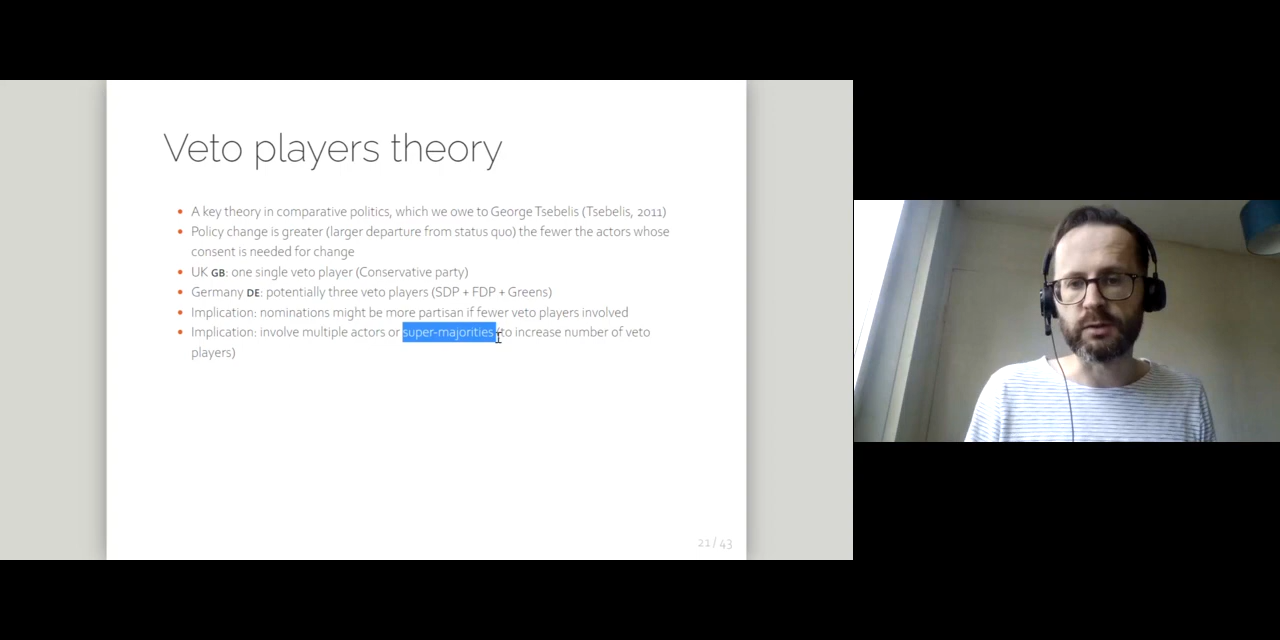 Veto players theory
• A key theory in comparative politics, which we owe to George Tsebelis (Tsebelis, 2011)
• Policy change is greater (larger departure from status quo) the fewer the actors whose
consent is needed for change
• UK GB: one single veto player (Conservative party)
• Germany DE: potentially three veto players (SDP + FDP + Greens)
• Implication: nominations might be more partisan if fewer veto players involved
• Implication: involve multiple actors or super-majorities (to increase number of veto
players)
21 / 43